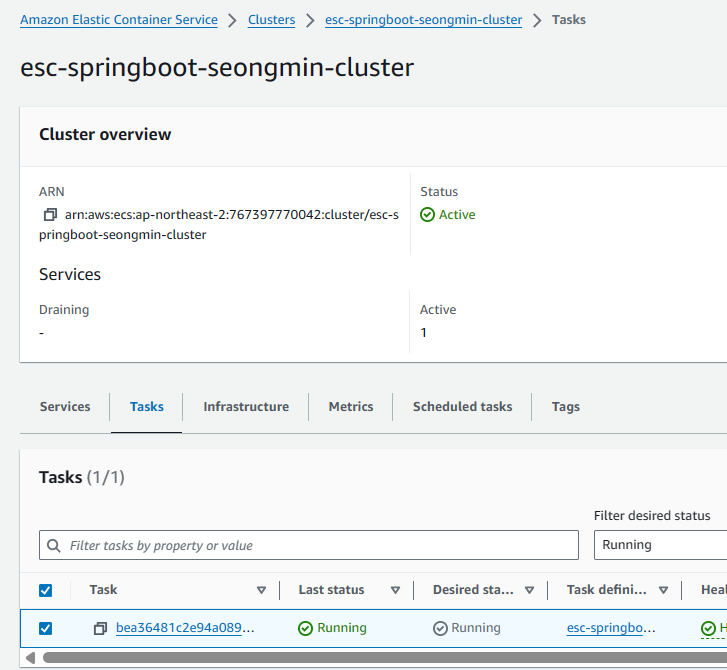 Amazon Elastic Container Service > Clusters > esc-springboot-seongmin-cluster > Tasks
esc-springboot-seongmin-cluster
Cluster overview
ARN
arn:aws:ecs:ap-northeast-2:767397770042:cluster/esc-s
pringboot-seongmin-cluster
Status
Active
Services
Draining
-
Active
1
Services Tasks Infrastructure Metrics Scheduled tasks Tags
Tasks (1/1)
Filter desired status
Filter tasks by property or value
Running
Task Last status Desired sta... Task defini... Heal
bea36481c2e94a089... Running Running esc-springbo... H